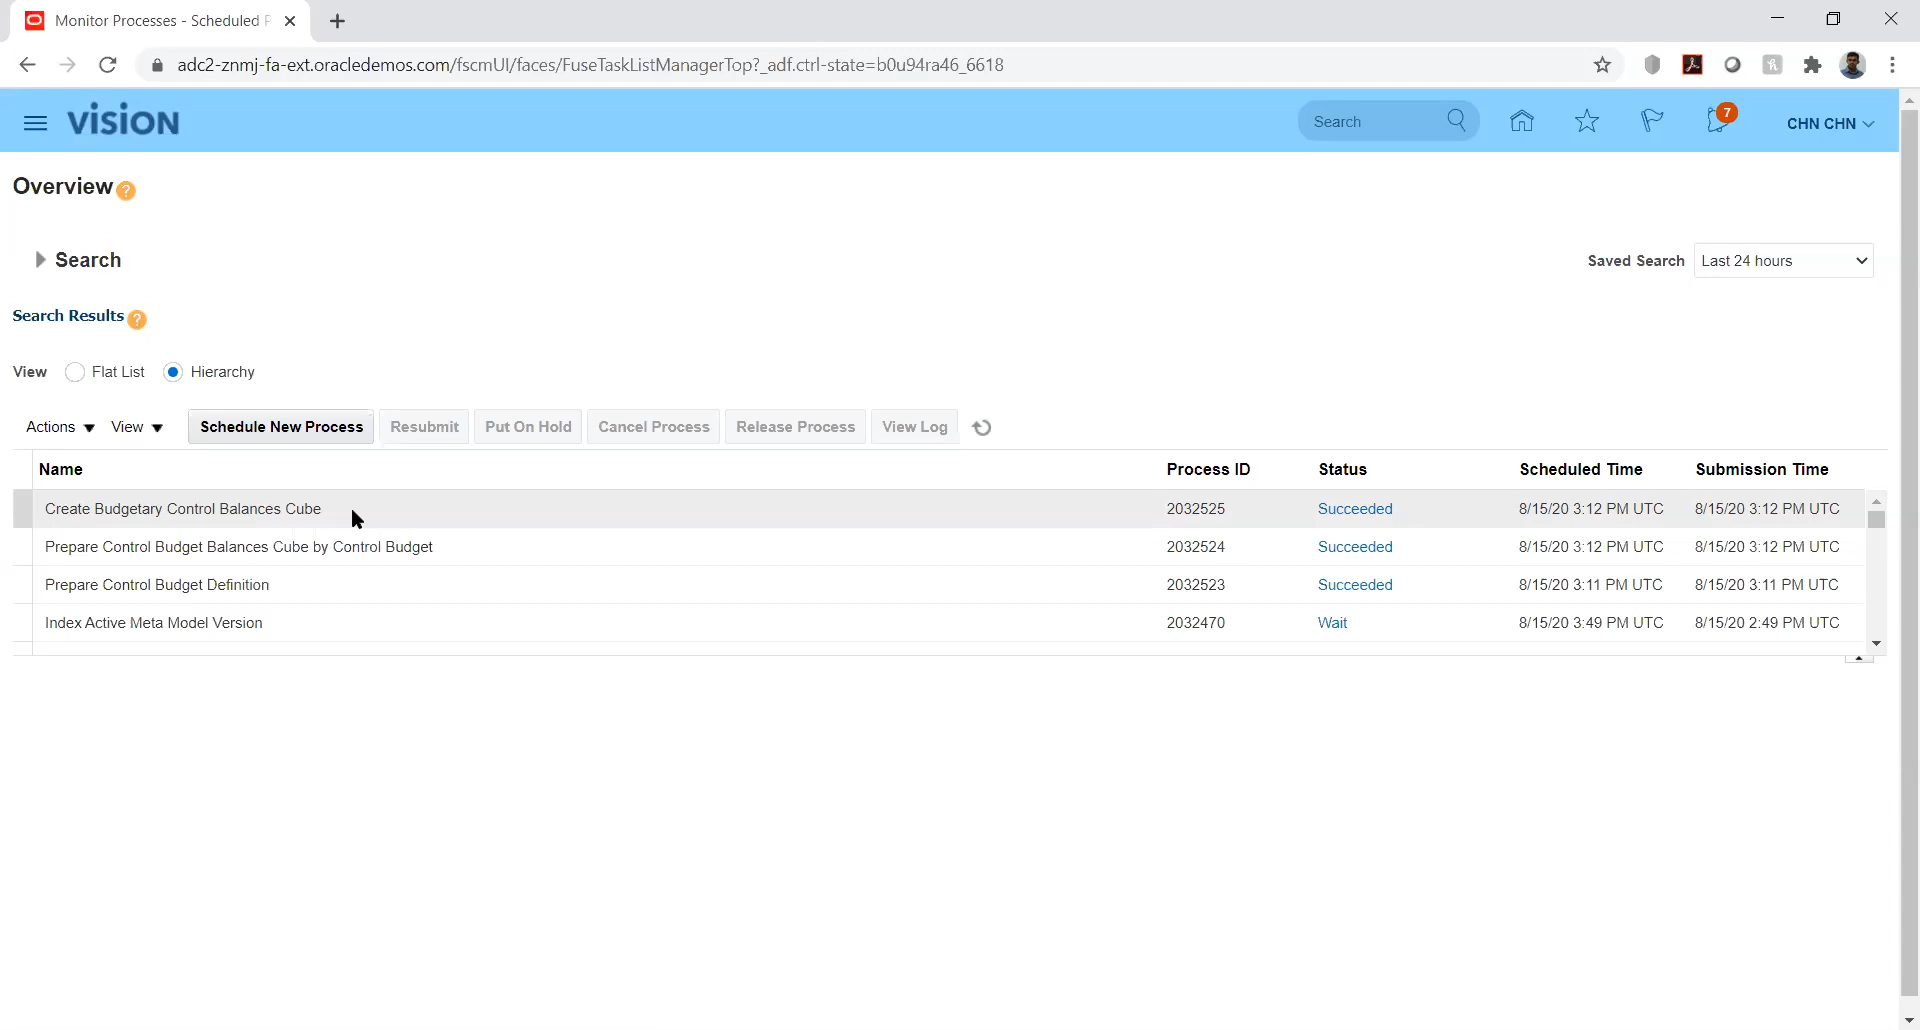 Monitor Processes - Scheduled P
adc2-znmj-fa-ext.oracledemos.com/fscmUI/faces/FuseTaskListManagerTop?_adf.ctrl-state=b0u94ra46_6618
VISION
Search
7
CHN CHN
Overview ?
Search
Saved Search Last 24 hours
Search Results ?
View Flat List Hierarchy
Actions View Schedule New Process Resubmit Put On Hold Cancel Process Release Process View Log
Name Process ID Status Scheduled Time Submission Time
Create Budgetary Control Balances Cube 2032525 Succeeded 8/15/20 3:12 PM UTC 8/15/20 3:12 PM UTC
Prepare Control Budget Balances Cube by Control Budget 2032524 Succeeded 8/15/20 3:12 PM UTC 8/15/20 3:12 PM UTC
Prepare Control Budget Definition 2032523 Succeeded 8/15/20 3:11 PM UTC 8/15/20 3:11 PM UTC
Index Active Meta Model Version 2032470 Wait 8/15/20 3:49 PM UTC 8/15/20 2:49 PM UTC